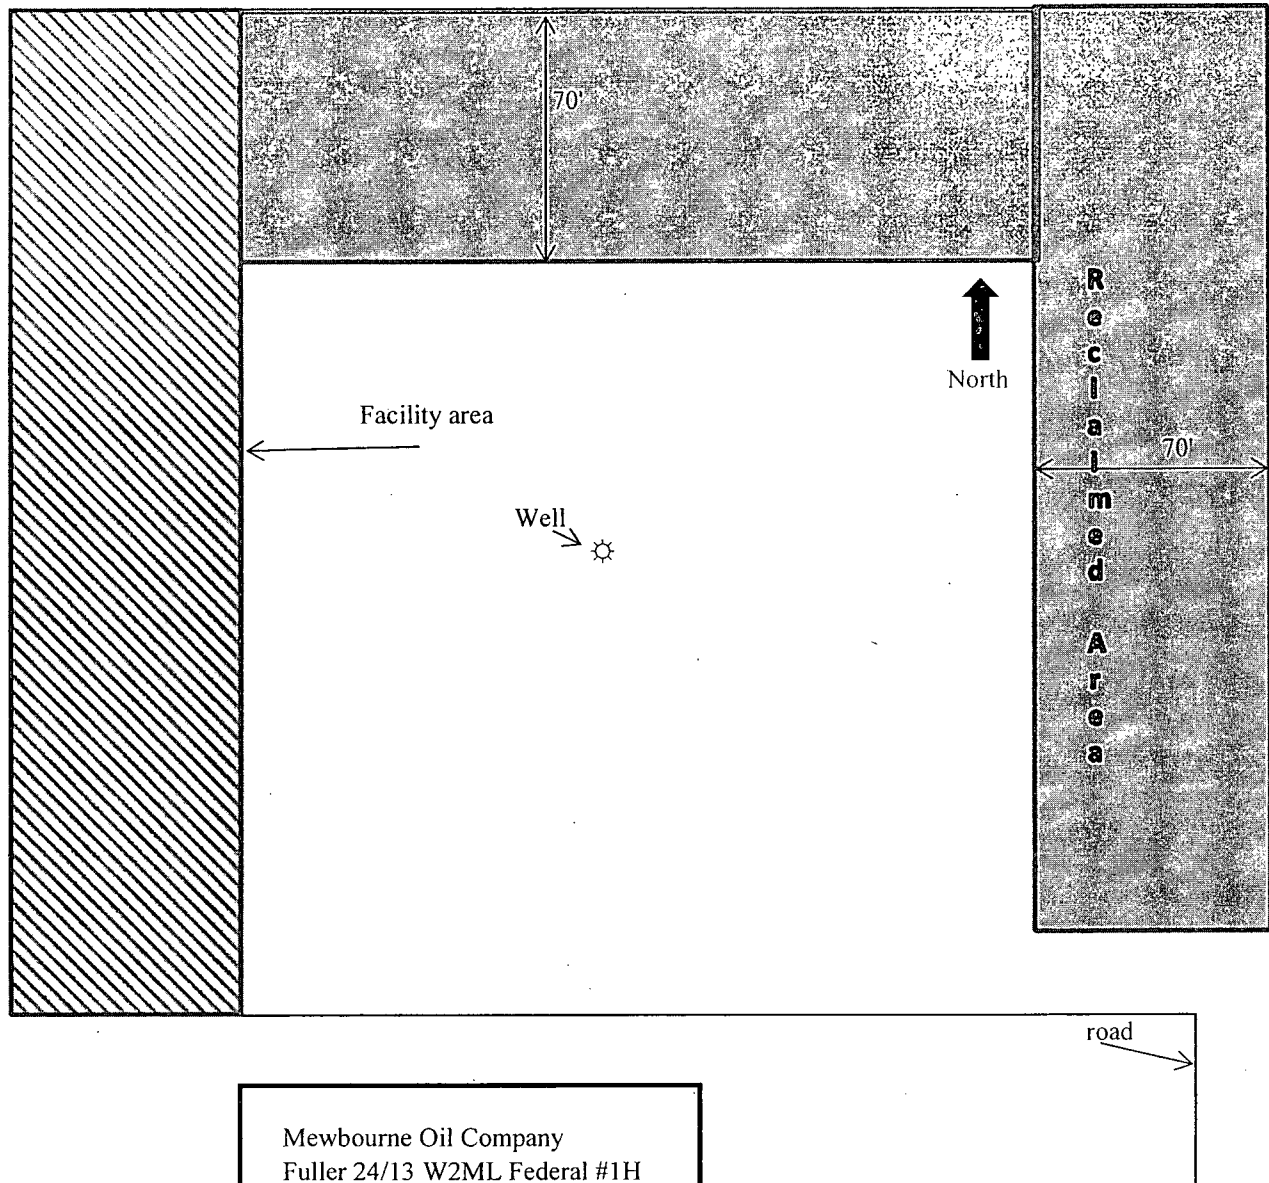 70'
North
Reclaimed Area
70'
Facility area
Well
road
Mewbourne Oil Company
Fuller 24/13 W2ML Federal #1H